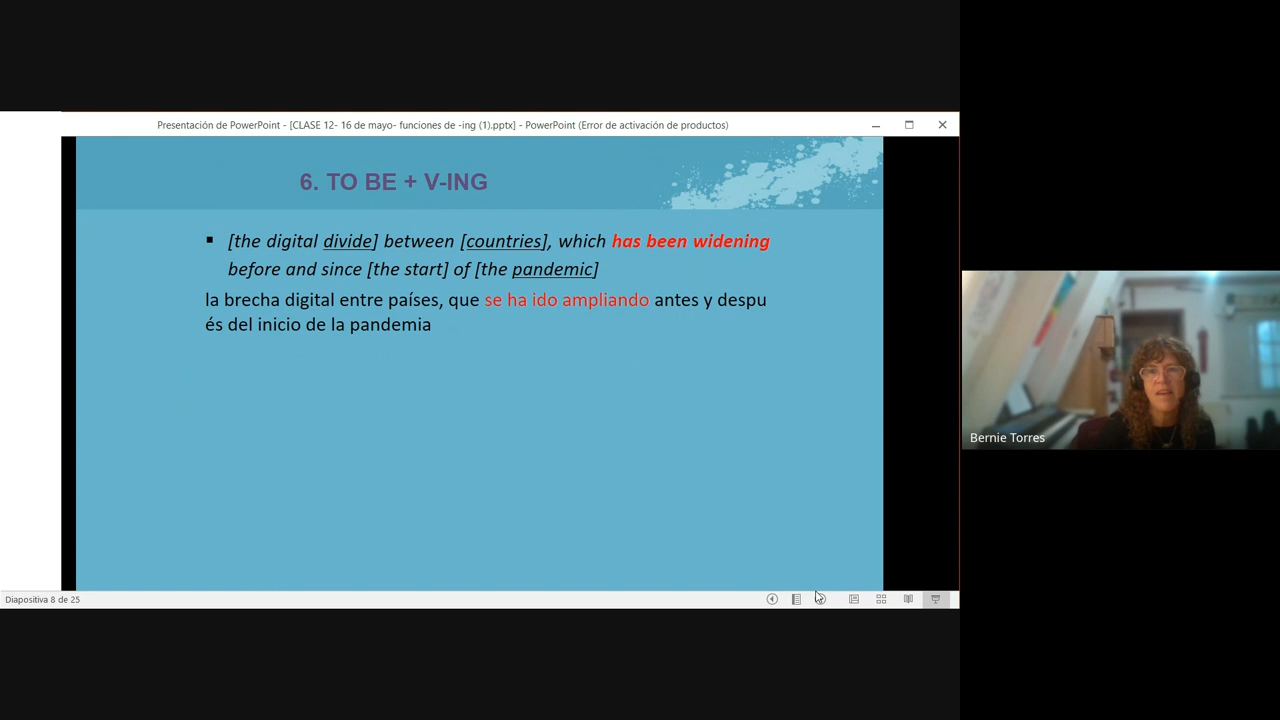 Presentación de PowerPoint - [CLASE 12- 16 de mayo- funciones de -ing (1).pptx] - PowerPoint (Error de activación de productos)
6. TO BE + V-ING
▪ [the digital divide] between [countries], which has been widening
before and since [the start] of [the pandemic]
la brecha digital entre países, que se ha ido ampliando antes y despu
és del inicio de la pandemia
Bernie Torres
Diapositiva 8 de 25